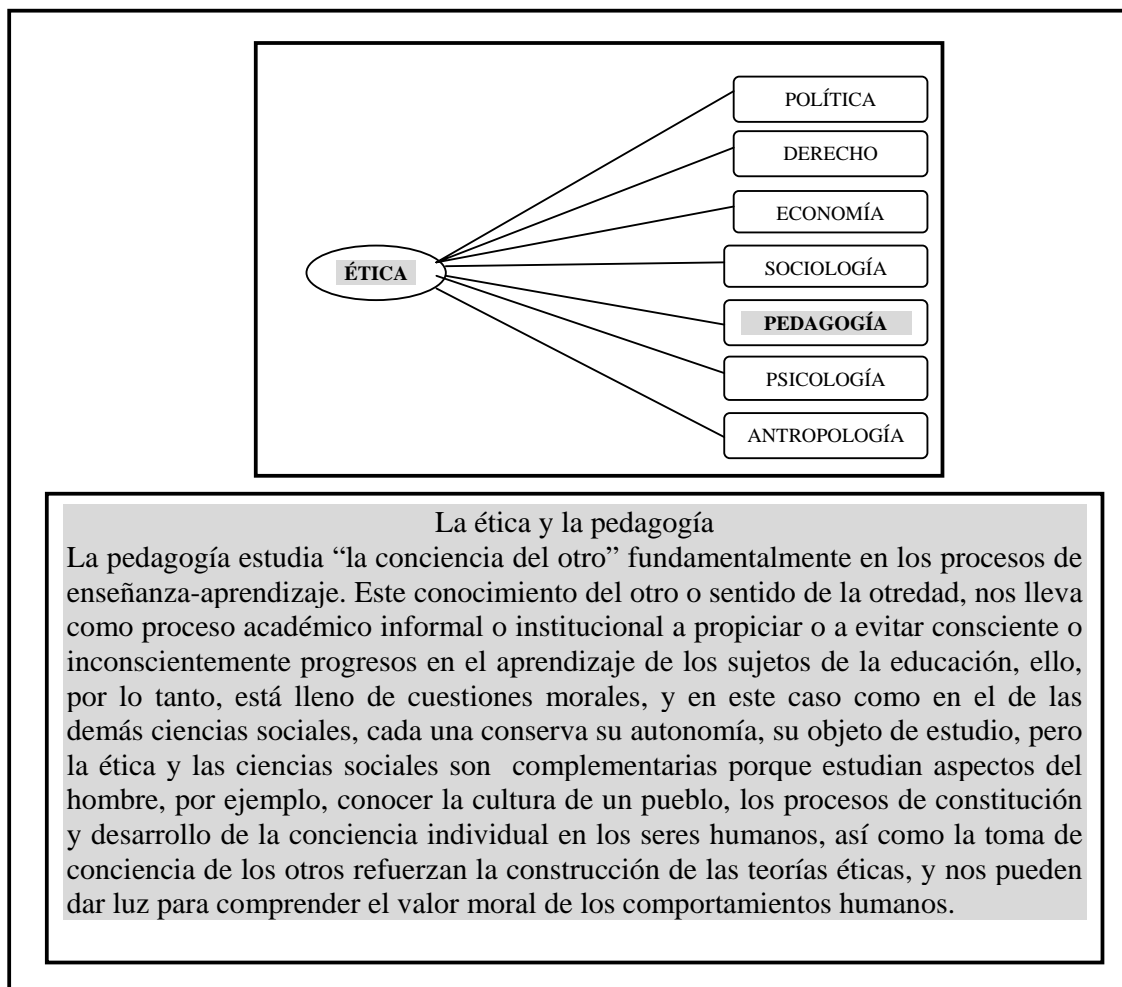 POLÍTICA
DERECHO
ECONOMÍA
SOCIOLOGÍA
ÉTICA
PEDAGOGÍA
PSICOLOGÍA
ANTROPOLOGÍA
La ética y la pedagogía
La pedagogía estudia “la conciencia del otro” fundamentalmente en los procesos de
enseñanza-aprendizaje. Este conocimiento del otro o sentido de la otredad, nos lleva
como proceso académico informal o institucional a propiciar o a evitar consciente o
inconscientemente progresos en el aprendizaje de los sujetos de la educación, ello,
por lo tanto, está lleno de cuestiones morales, y en este caso como en el de las
demás ciencias sociales, cada una conserva su autonomía, su objeto de estudio, pero
la ética y las ciencias sociales son complementarias porque estudian aspectos del
hombre, por ejemplo, conocer la cultura de un pueblo, los procesos de constitución
y desarrollo de la conciencia individual en los seres humanos, así como la toma de
conciencia de los otros refuerzan la construcción de las teorías éticas, y nos pueden
dar luz para comprender el valor moral de los comportamientos humanos.